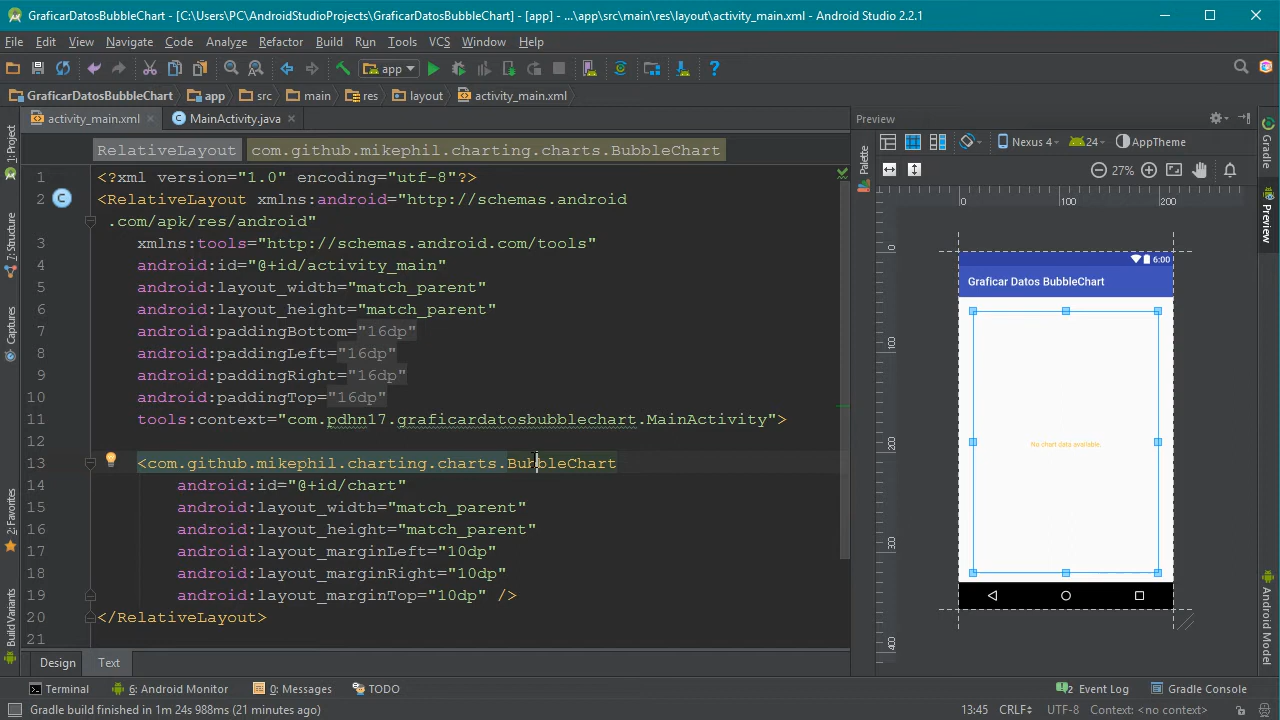 GraficarDatosBubbleChart - [C:\Users\PC\AndroidStudioProjects\GraficarDatosBubbleChart] - [app] - ...\app\src\main\res\layout\activity_main.xml - Android Studio 2.2.1
File Edit View Navigate Code Analyze Refactor Build Run Tools VCS Window Help
app
GraficarDatosBubbleChart app src main res layout activity_main.xml
activity_main.xml MainActivity.java
Preview
RelativeLayout com.github.mikephil.charting.charts.BubbleChart
Nexus 4 24 AppTheme
27%
1 <?xml version="1.0" encoding="utf-8"?>
2 <RelativeLayout xmlns:android="http://schemas.android
.com/apk/res/android"
3 xmlns:tools="http://schemas.android.com/tools"
4 android:id="@+id/activity_main"
5 android:layout_width="match_parent"
6 android:layout_height="match_parent"
7 android:paddingBottom="16dp"
8 android:paddingLeft="16dp"
9 android:paddingRight="16dp"
10 android:paddingTop="16dp"
11 tools:context="com.pdhn17.graficardatosbubblechart.MainActivity">
12
13 <com.github.mikephil.charting.charts.BubbleChart
14 android:id="@+id/chart"
15 android:layout_width="match_parent"
16 android:layout_height="match_parent"
17 android:layout_marginLeft="10dp"
18 android:layout_marginRight="10dp"
19 android:layout_marginTop="10dp" />
20 </RelativeLayout>
21
Design Text
1: Project
7: Structure
Captures
2: Favorites
Build Variants
Palette
0 100 200
0
100
200
300
400
6:00
Graficar Datos BubbleChart
No chart data available.
Gradle
Preview
Android Model
Terminal 6: Android Monitor 0: Messages TODO 2 Event Log Gradle Console
Gradle build finished in 1m 24s 988ms (21 minutes ago) 13:45 CRLF UTF-8 Context: <no context>